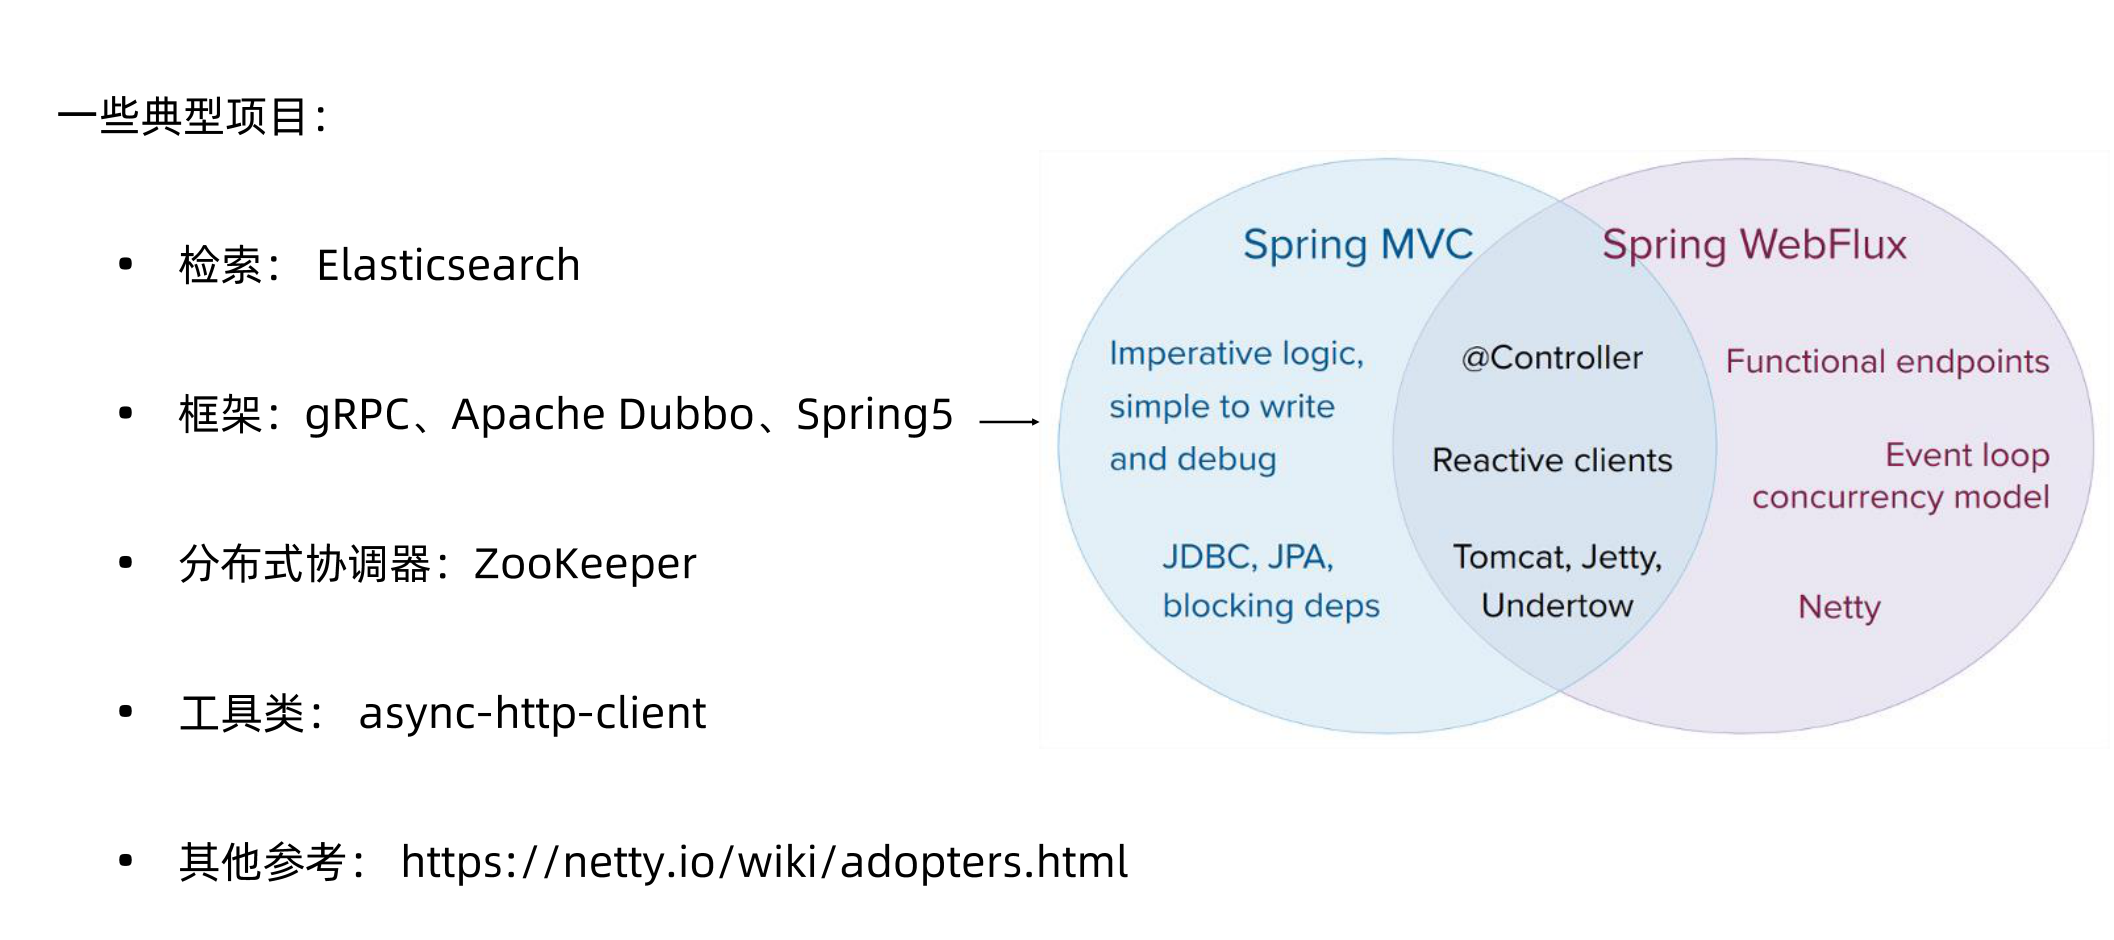 一些典型项目：
• 检索： Elasticsearch
• 框架：gRPC、Apache Dubbo、Spring5
• 分布式协调器：ZooKeeper
• 工具类： async-http-client
• 其他参考： https://netty.io/wiki/adopters.html
Spring MVC
Imperative logic,
simple to write
and debug
JDBC, JPA,
blocking deps
@Controller
Reactive clients
Tomcat, Jetty,
Undertow
Spring WebFlux
Functional endpoints
Event loop
concurrency model
Netty